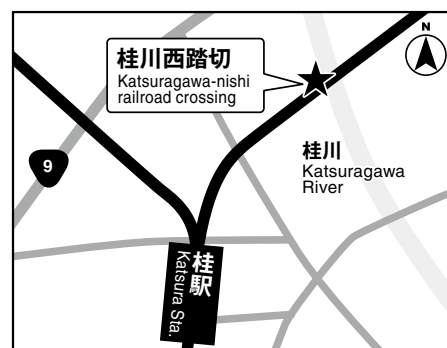 N
桂川西踏切
Katsuragawa-nishi
railroad crossing
9
桂川
Katsuragawa
River
桂駅
Katsura Sta.